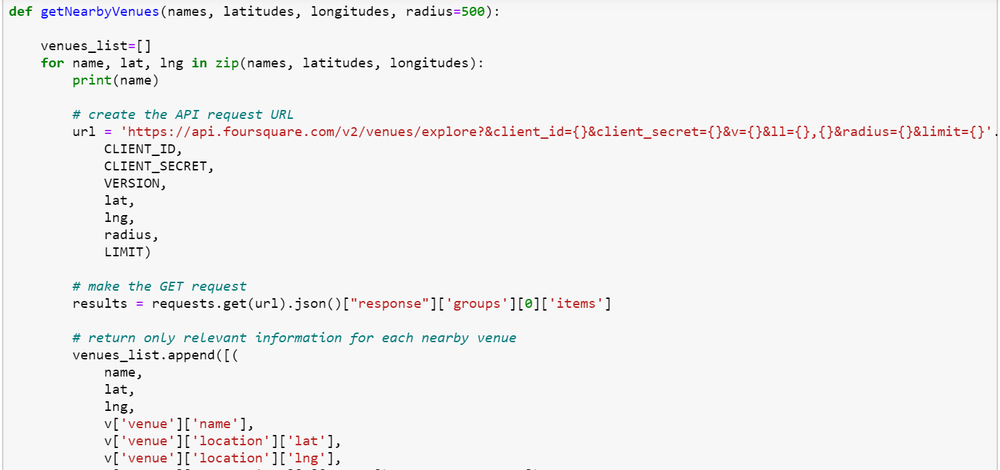 def getNearbyVenues(names, latitudes, longitudes, radius=500):
venues_list=[]
for name, lat, lng in zip(names, latitudes, longitudes):
print(name)
# create the API request URL
url = 'https://api.foursquare.com/v2/venues/explore?&client_id={}&client_secret={}&v={}&ll={},{}&radius={}&limit={}'.
CLIENT_ID,
CLIENT_SECRET,
VERSION,
lat,
lng,
radius,
LIMIT)
# make the GET request
results = requests.get(url).json()["response"]['groups'][0]['items']
# return only relevant information for each nearby venue
venues_list.append([(
name,
lat,
lng,
v['venue']['name'],
v['venue']['location']['lat'],
v['venue']['location']['lng'],